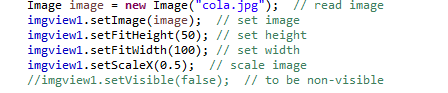 Image image = new Image("cola.jpg");  // read image
imgview1.setImage(image);  // set image
imgview1.setFitHeight(50); // set height
imgview1.setFitWidth(100); // set width
imgview1.setScaleX(0.5);  // scale image
//imgview1.setVisible(false);  // to be non-visible